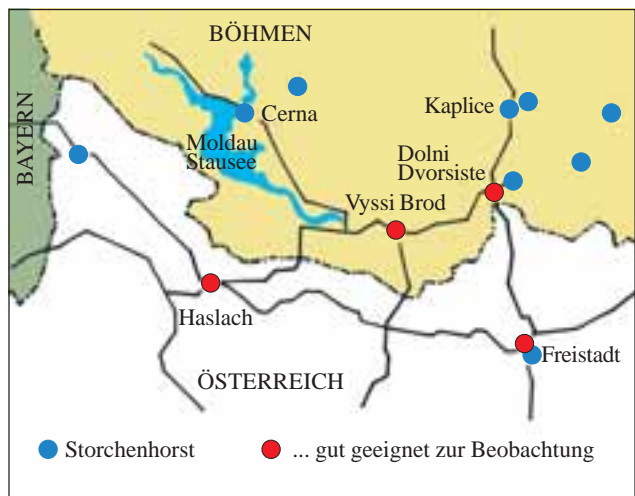 BÖHMEN
BAYERN
Cerna
Kaplice
Moldau
Stausee
Dolni
Dvorsiste
Vyssi Brod
Haslach
Freistadt
ÖSTERREICH
Storchenhorst
... gut geeignet zur Beobachtung